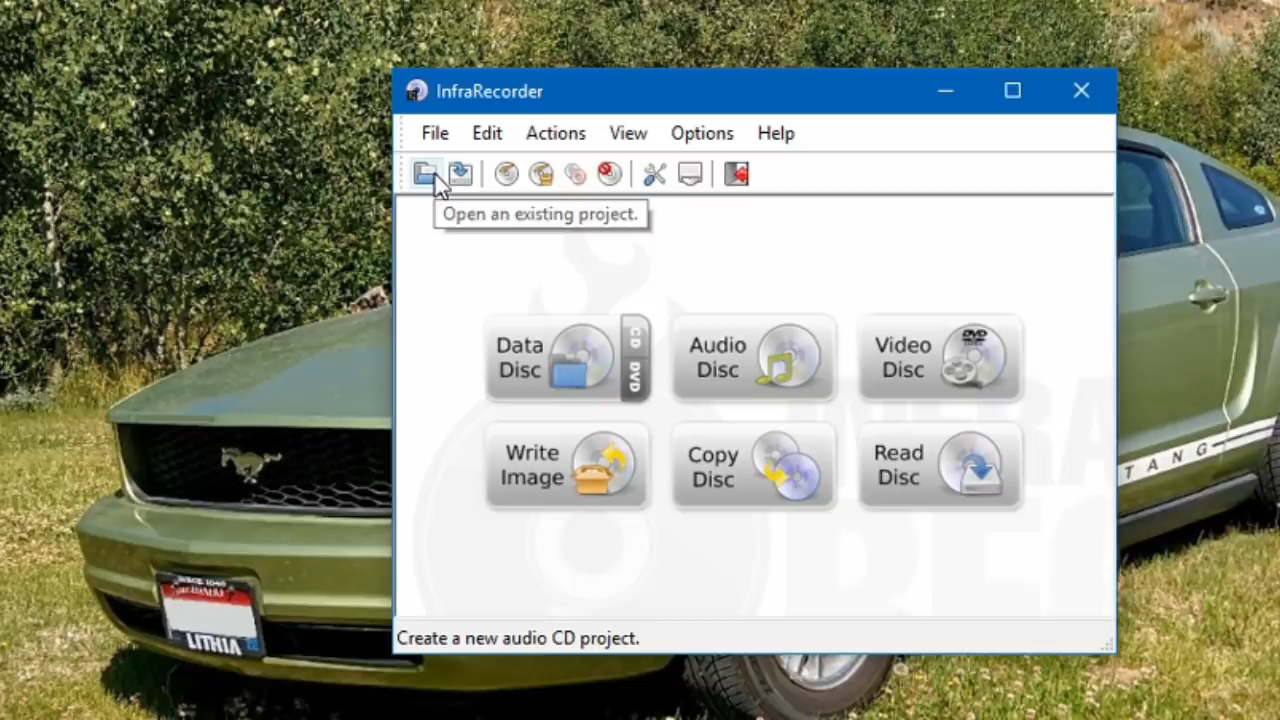 InfraRecorder
File Edit Actions View Options Help
Open an existing project.
Data
Disc
CD
DVD
Audio
Disc
Video
Disc
DVD
Write
Image
Copy
Disc
Read
Disc
TANG
LITHIA
Create a new audio CD project.